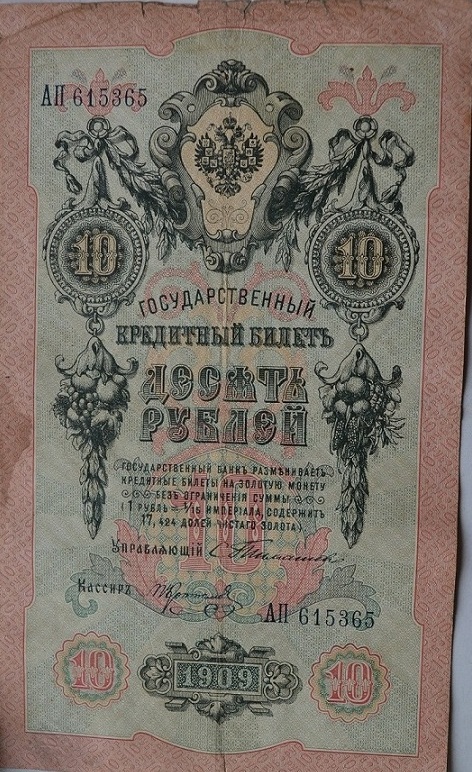 АП 615365
10 10
ГОСУДАРСТВЕННЫЙ
КРЕДИТНЫЙ БИЛЕТЪ
ДЕСЯТЬ
РУБЛЕЙ
ГОСУДАРСТВЕННЫЙ БАНКЪ РАЗМѢНИВАЕТЪ
КРЕДИТНЫЕ БИЛЕТЫ НА ЗОЛОТУЮ МОНЕТУ
БЕЗЪ ОГРАНИЧЕНІЯ СУММЫ
(1 РУБЛЬ = 1/15 ИМПЕРІАЛА, СОДЕРЖИТЪ
17,424 ДОЛЕЙ ЧИСТАГО ЗОЛОТА.)
10
Управляющій С. Тимашевъ
Кассиръ
АП 615365
10 1909 10